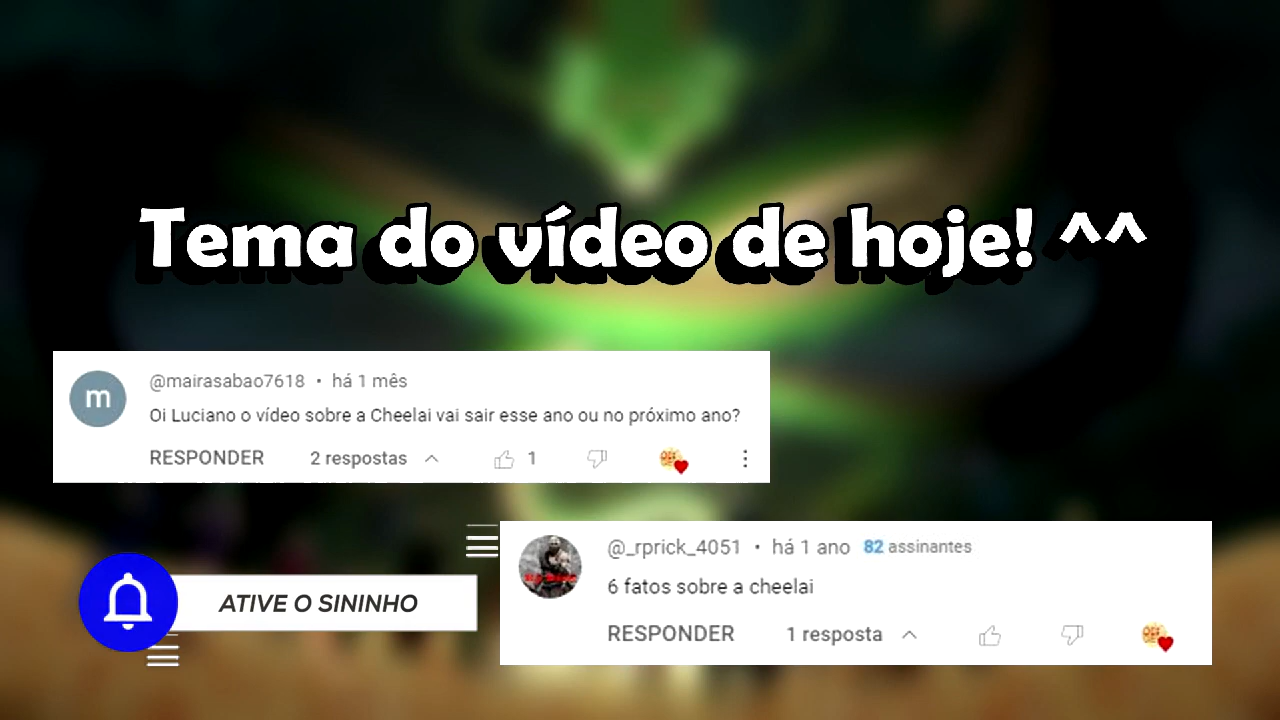 Tema do vídeo de hoje! ^^
m
@mairasabao7618 • há 1 mês
Oi Luciano o vídeo sobre a Cheelai vai sair esse ano ou no próximo ano?
RESPONDER 2 respostas 1
@_rprick_4051 • há 1 ano 82 assinantes
6 fatos sobre a cheelai
RESPONDER 1 resposta
ATIVE O SININHO